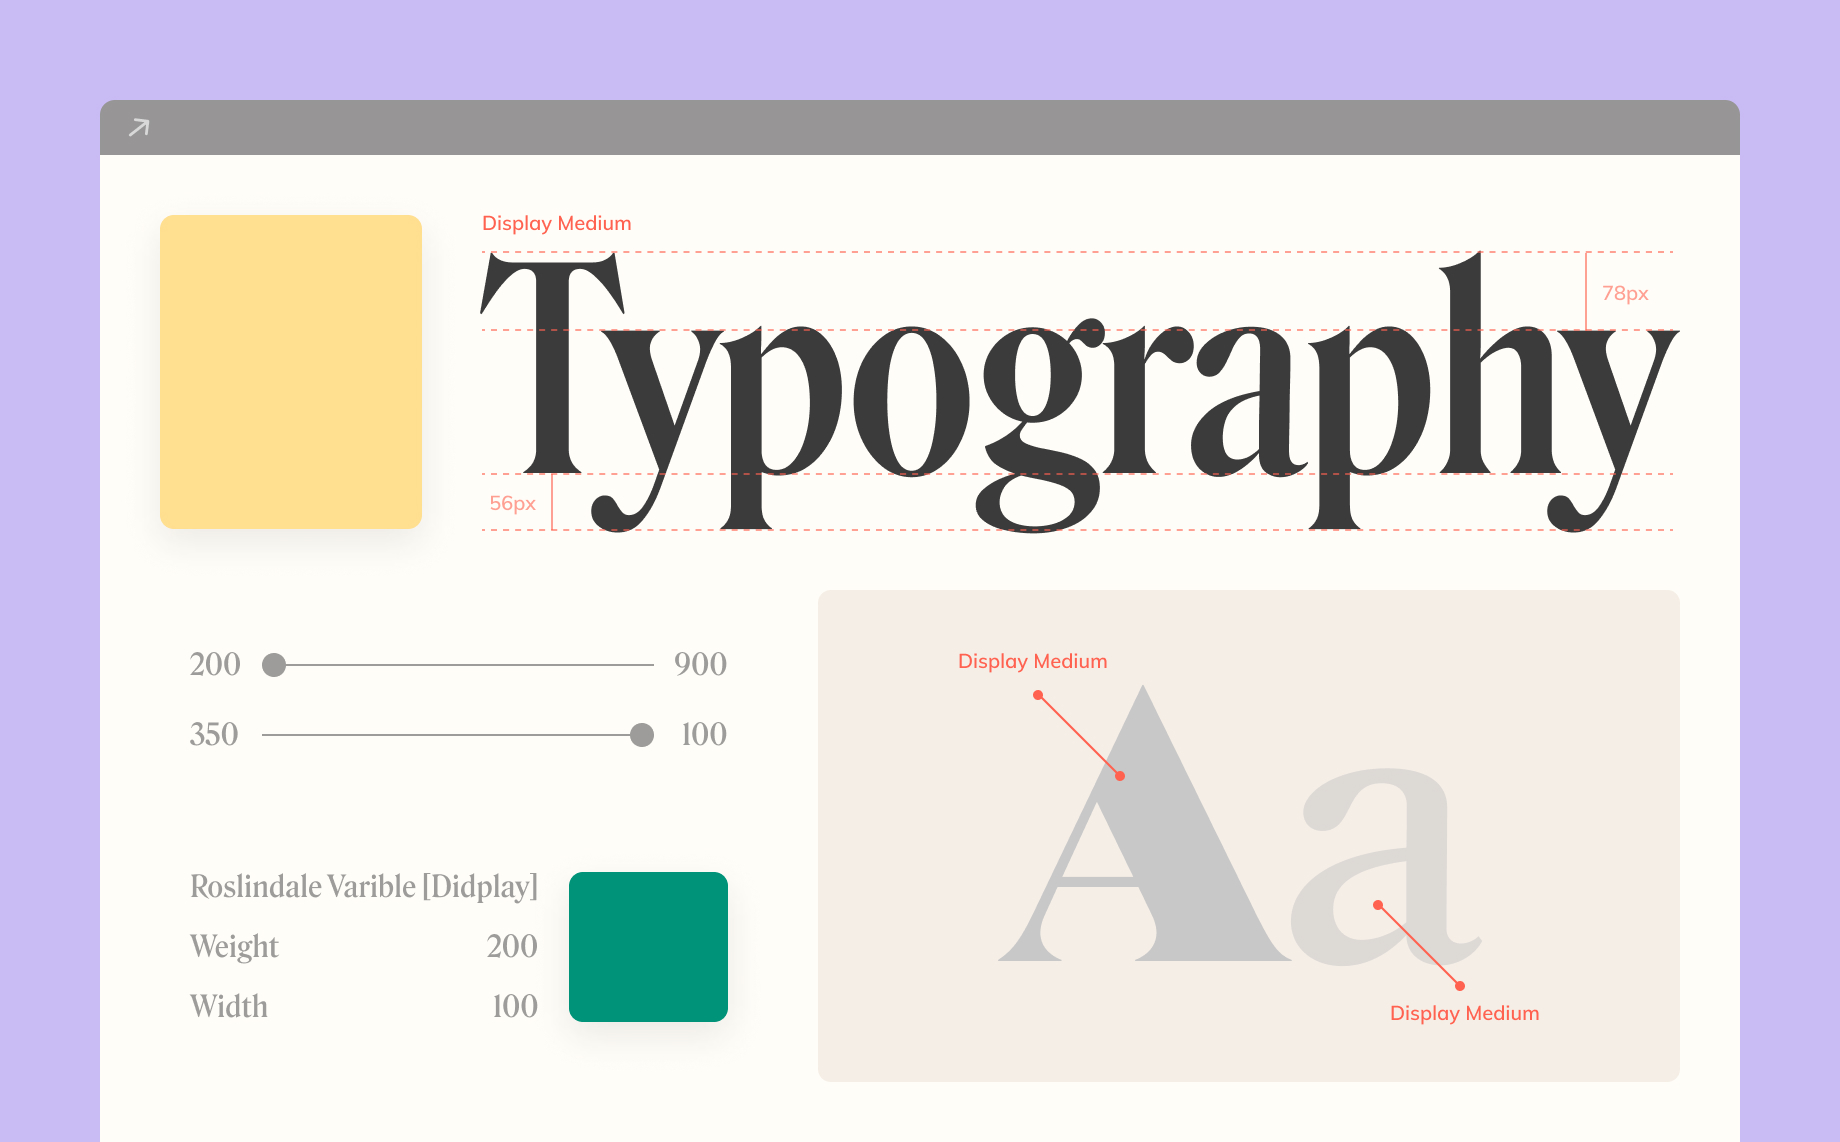 Display Medium
Typography
78px
56px
200 900
350 100
Roslindale Varible [Didplay]
Weight 200
Width 100
Display Medium
Aa
Display Medium